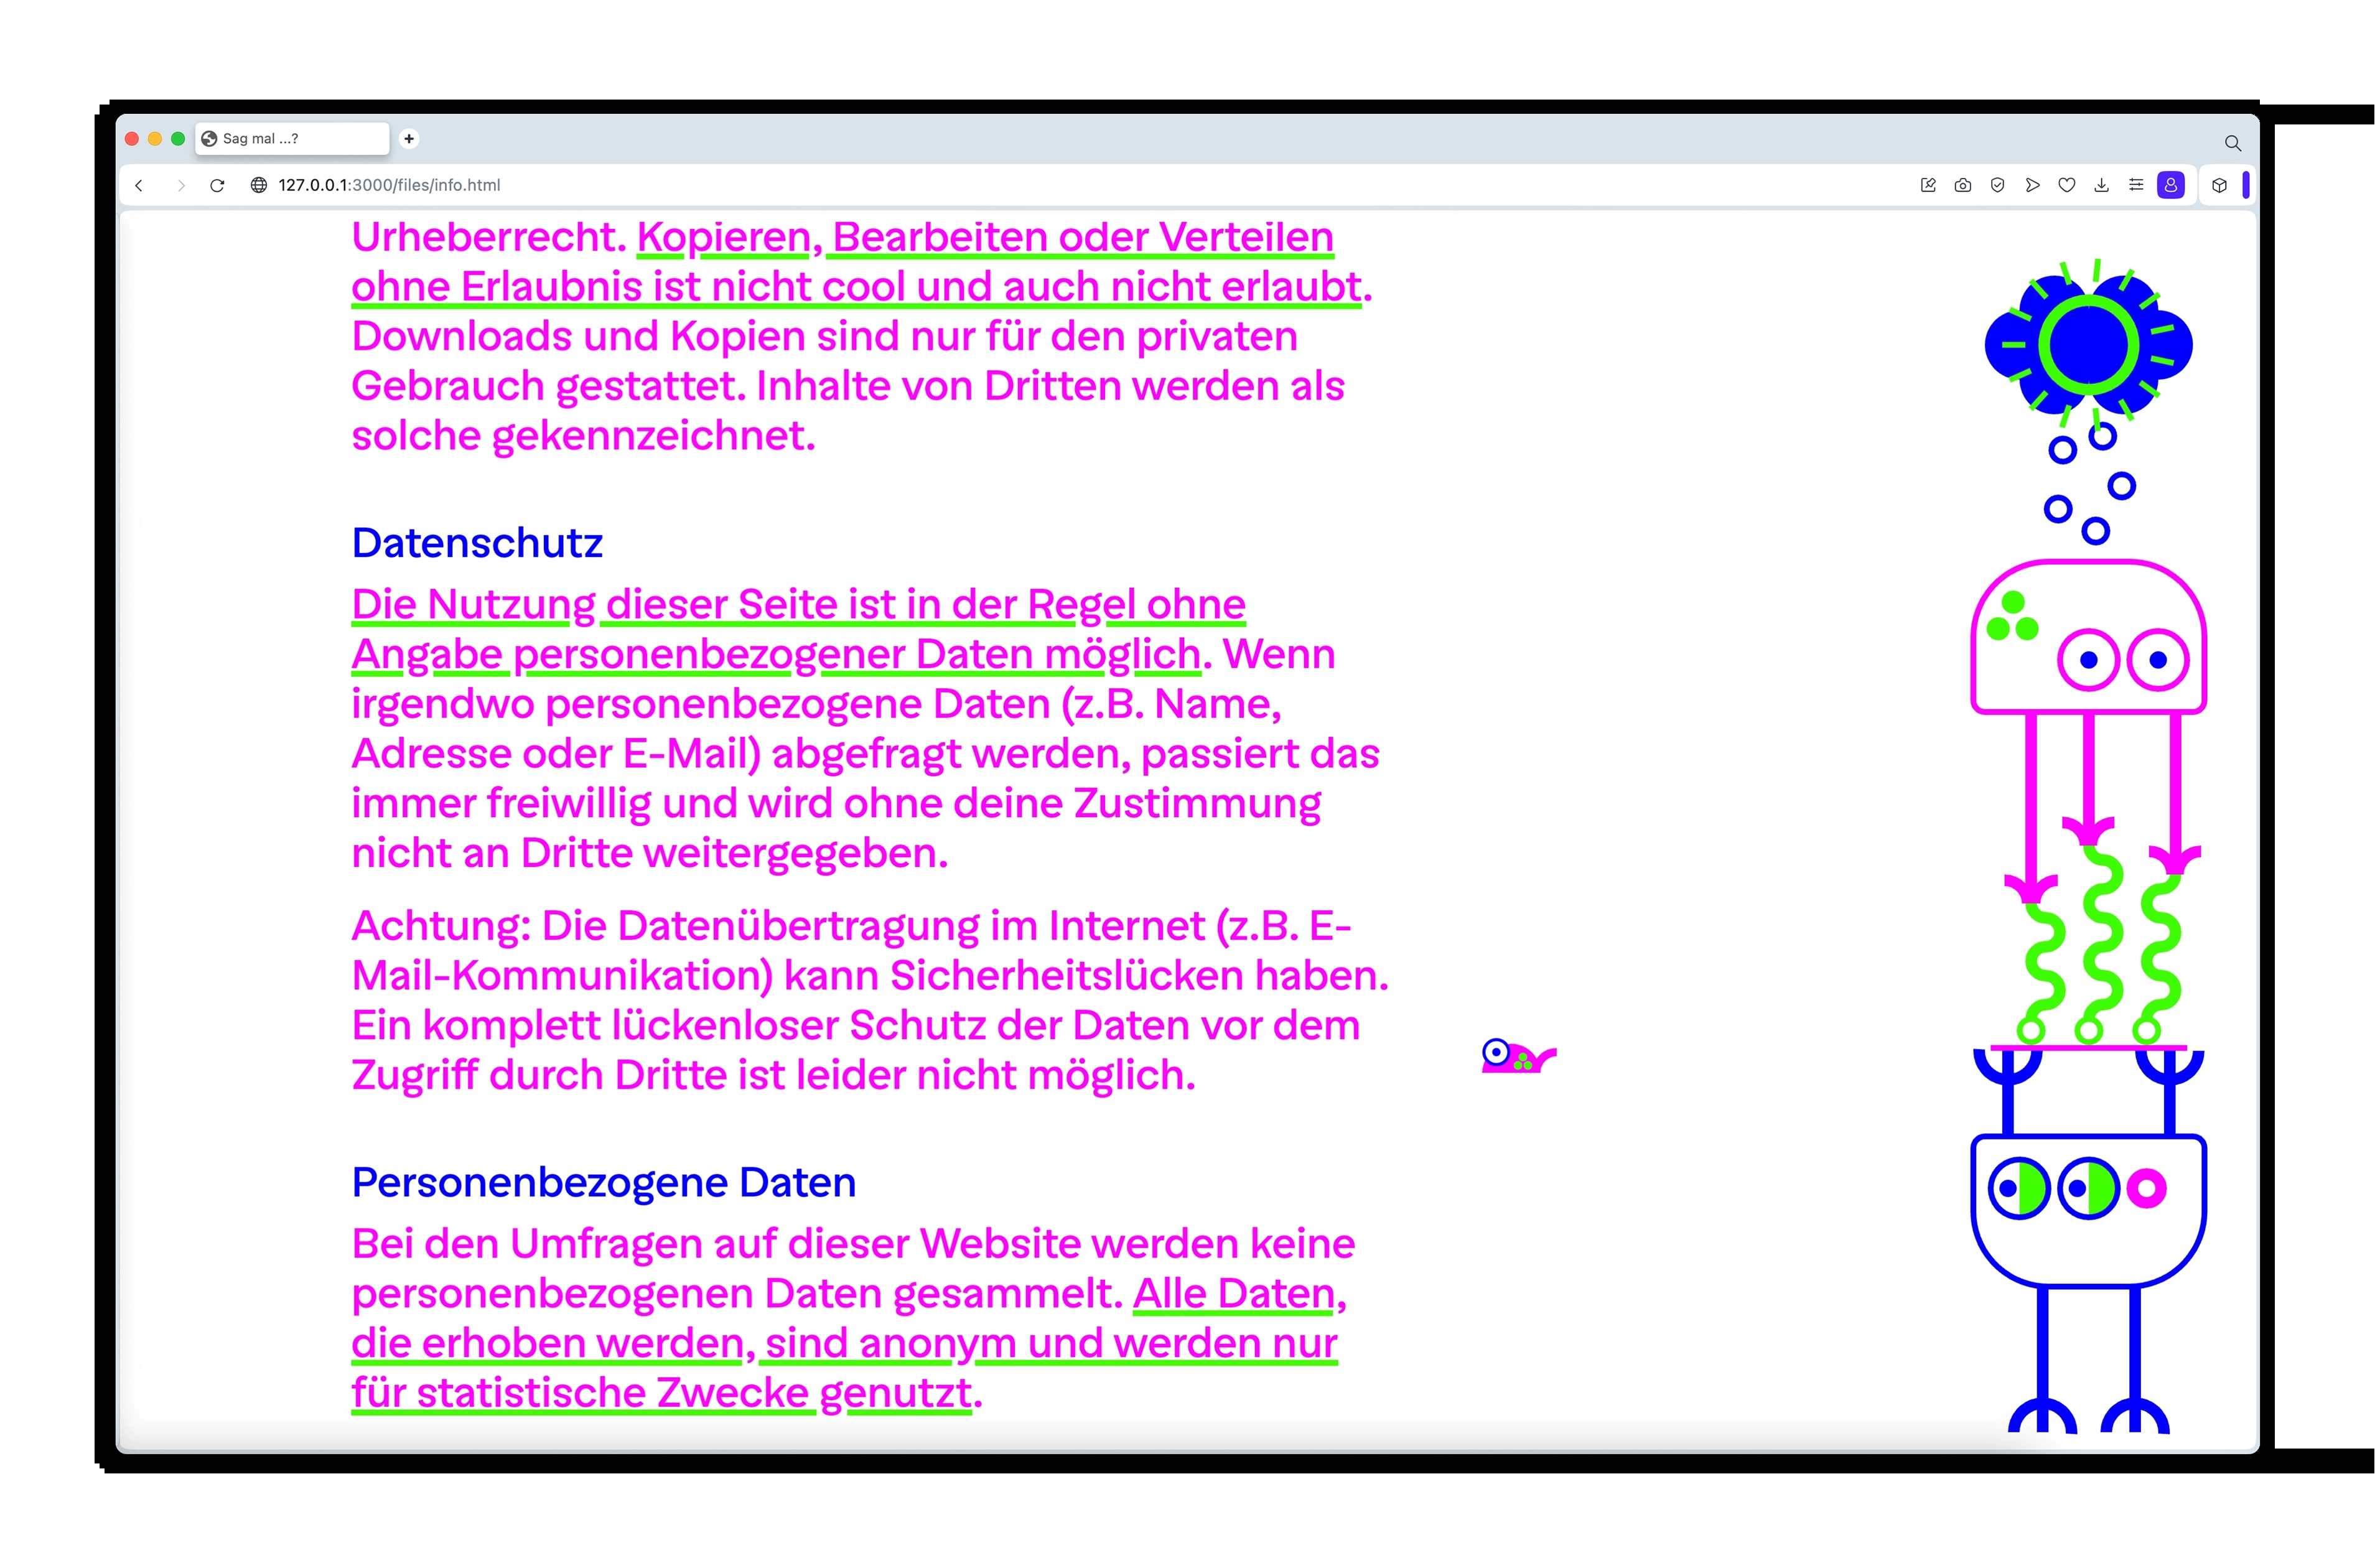 Sag mal ...?
127.0.0.1:3000/files/info.html
Urheberrecht. Kopieren, Bearbeiten oder Verteilen
ohne Erlaubnis ist nicht cool und auch nicht erlaubt.
Downloads und Kopien sind nur für den privaten
Gebrauch gestattet. Inhalte von Dritten werden als
solche gekennzeichnet.
Datenschutz
Die Nutzung dieser Seite ist in der Regel ohne
Angabe personenbezogener Daten möglich. Wenn
irgendwo personenbezogene Daten (z.B. Name,
Adresse oder E-Mail) abgefragt werden, passiert das
immer freiwillig und wird ohne deine Zustimmung
nicht an Dritte weitergegeben.
Achtung: Die Datenübertragung im Internet (z.B. E-
Mail-Kommunikation) kann Sicherheitslücken haben.
Ein komplett lückenloser Schutz der Daten vor dem
Zugriff durch Dritte ist leider nicht möglich.
Personenbezogene Daten
Bei den Umfragen auf dieser Website werden keine
personenbezogenen Daten gesammelt. Alle Daten,
die erhoben werden, sind anonym und werden nur
für statistische Zwecke genutzt.